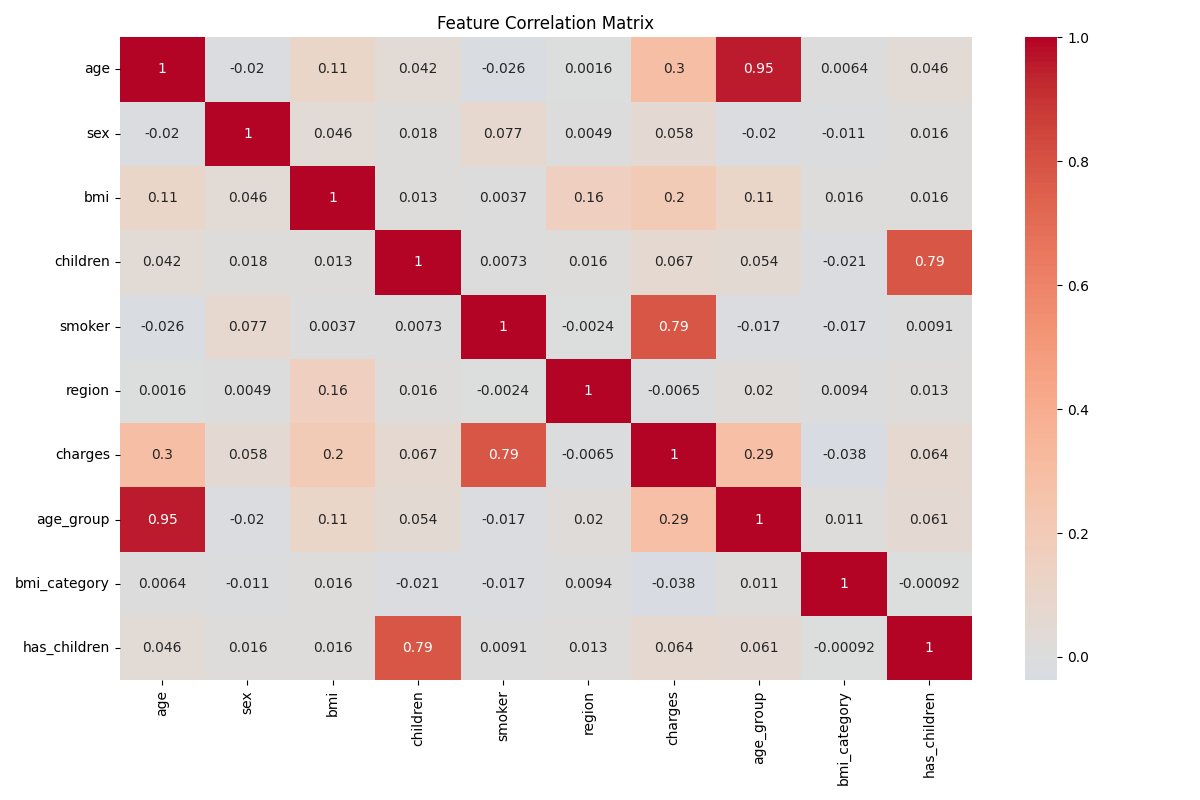 Feature Correlation Matrix
age 1 -0.02 0.11 0.042 -0.026 0.0016 0.3 0.95 0.0064 0.046
sex -0.02 1 0.046 0.018 0.077 0.0049 0.058 -0.02 -0.011 0.016
bmi 0.11 0.046 1 0.013 0.0037 0.16 0.2 0.11 0.016 0.016
children 0.042 0.018 0.013 1 0.0073 0.016 0.067 0.054 -0.021 0.79
smoker -0.026 0.077 0.0037 0.0073 1 -0.0024 0.79 -0.017 -0.017 0.0091
region 0.0016 0.0049 0.16 0.016 -0.0024 1 -0.0065 0.02 0.0094 0.013
charges 0.3 0.058 0.2 0.067 0.79 -0.0065 1 0.29 -0.038 0.064
age_group 0.95 -0.02 0.11 0.054 -0.017 0.02 0.29 1 0.011 0.061
bmi_category 0.0064 -0.011 0.016 -0.021 -0.017 0.0094 -0.038 0.011 1 -0.00092
has_children 0.046 0.016 0.016 0.79 0.0091 0.013 0.064 0.061 -0.00092 1
age sex bmi children smoker region charges age_group bmi_category has_children
1.0
0.8
0.6
0.4
0.2
0.0